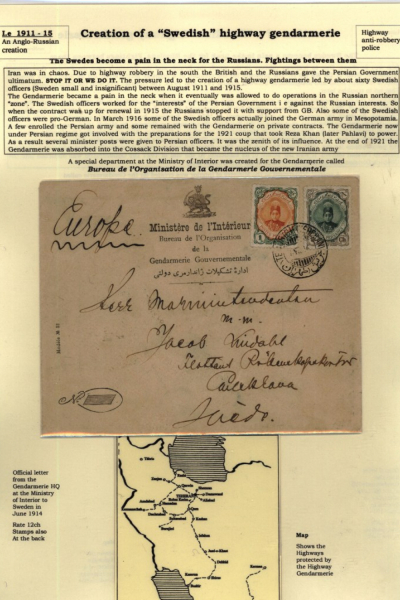 Le 1911 - 15
An Anglo-Russian
creation
Creation of a “Swedish” highway gendarmerie
Highway
anti-robbery
police
The Swedes become a pain in the neck for the Russians. Fightings between them
Iran was in chaos. Due to highway robbery in the south the British and the Russians gave the Persian Government
ultimatum. STOP IT OR WE DO IT. The pressure led to creating of a highway gendarmerie led by about sixty Swedish
officers (Swedish small and insignificant) between August 1911 and 1915.
The Gendarmerie became a pain in the neck when it eventually was allowed to do operations in the Russian northern
"zone". The Swedish officers worked for the "interests" of the Persian Government i e against the Russian interests. So
when the contract was up for renewal in 1915 the Russians stopped it with support from GB. Also some of the Swedish
officers were pro-German. In March 1916 some of the Swedish officers actually joined the German army in Mesopotamia.
A few enrolled the Persian army and some remained with the Gendarmerie on private contracts. The Gendarmerie now
under Persian regime got involved with the preparations for the 1921 coup that took Reza Khan (later Pahlavi) to power.
As a result several minister posts were given to Persian officers. It was the zenith of its influence. At the end of 1921 the
Gendarmerie was absorbed into the Cossack Division that became the nucleus of the new Iranian army
A special department at the Ministry of Interior was created for the Gendarmerie called
Bureau de l'Organisation de la Gendarmerie Gouvernementale
Europe
Ministère de l'Intérieur
Bureau de l'Organisation
de la
Gendarmerie Gouvernementale
اداره تشکیلات ژاندارمری دولتی
Herr Marinintendenten
m. m.
Jacob
Suède.
N:
Official letter
from the
Gendarmerie HQ
at the Ministry
of Interior to
Sweden in
June 1914
Rate 12ch
Stamps also
At the back
Map
Shows the
Highways
protected by
the Highway
Gendarmerie